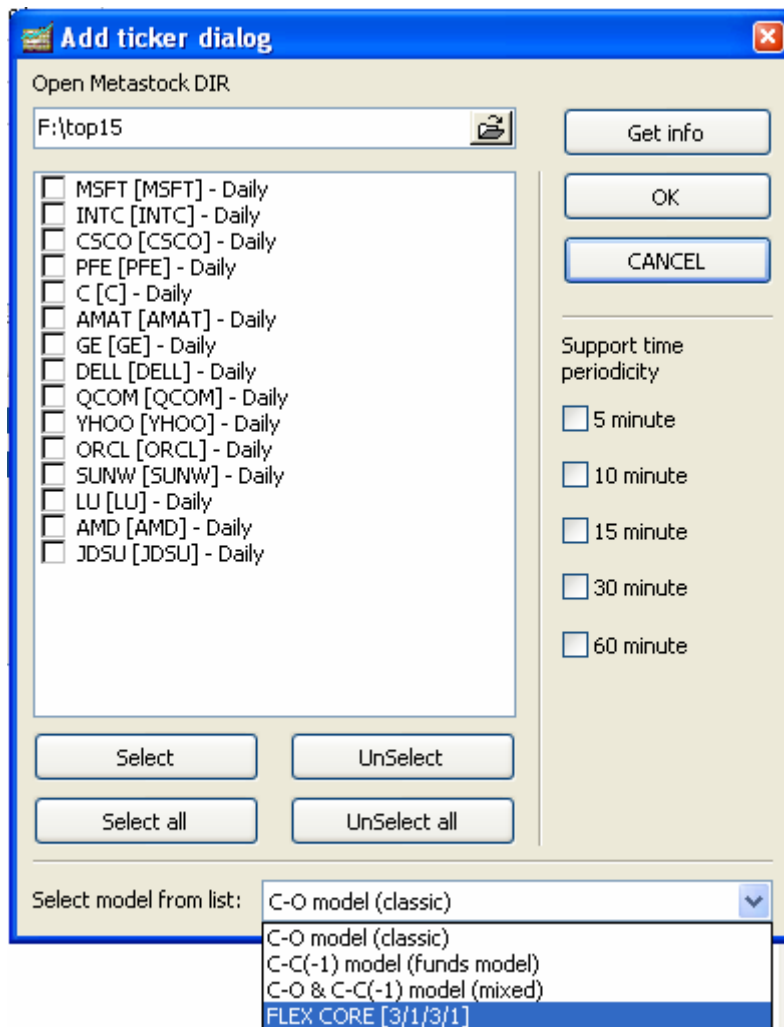 Add ticker dialog
Open Metastock DIR
F:\top15
Get info
OK
CANCEL
MSFT [MSFT] - Daily
INTC [INTC] - Daily
CSCO [CSCO] - Daily
PFE [PFE] - Daily
C [C] - Daily
AMAT [AMAT] - Daily
GE [GE] - Daily
DELL [DELL] - Daily
QCOM [QCOM] - Daily
YHOO [YHOO] - Daily
ORCL [ORCL] - Daily
SUNW [SUNW] - Daily
LU [LU] - Daily
AMD [AMD] - Daily
JDSU [JDSU] - Daily
Support time
periodicity
5 minute
10 minute
15 minute
30 minute
60 minute
Select
UnSelect
Select all
UnSelect all
Select model from list:
C-O model (classic)
C-O model (classic)
C-C(-1) model (funds model)
C-O & C-C(-1) model (mixed)
FLEX CORE [3/1/3/1]